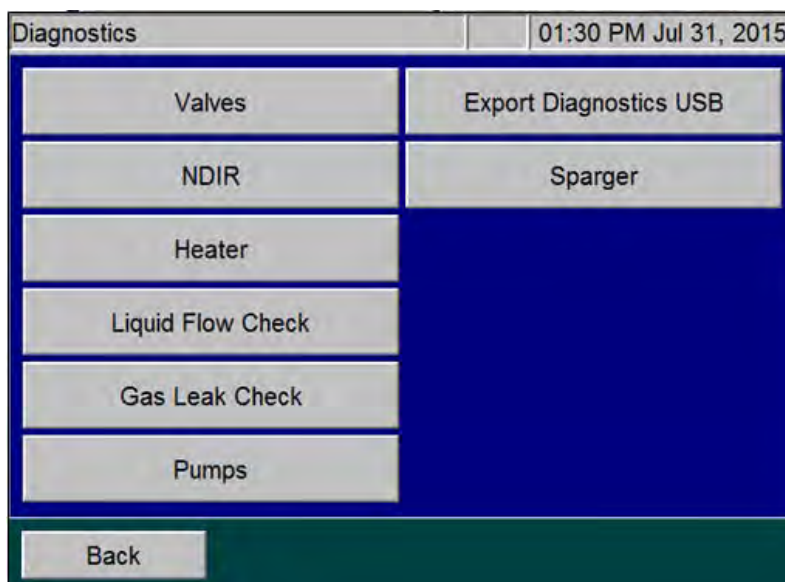 Diagnostics 01:30 PM Jul 31, 2015
Valves Export Diagnostics USB
NDIR Sparger
Heater
Liquid Flow Check
Gas Leak Check
Pumps
Back